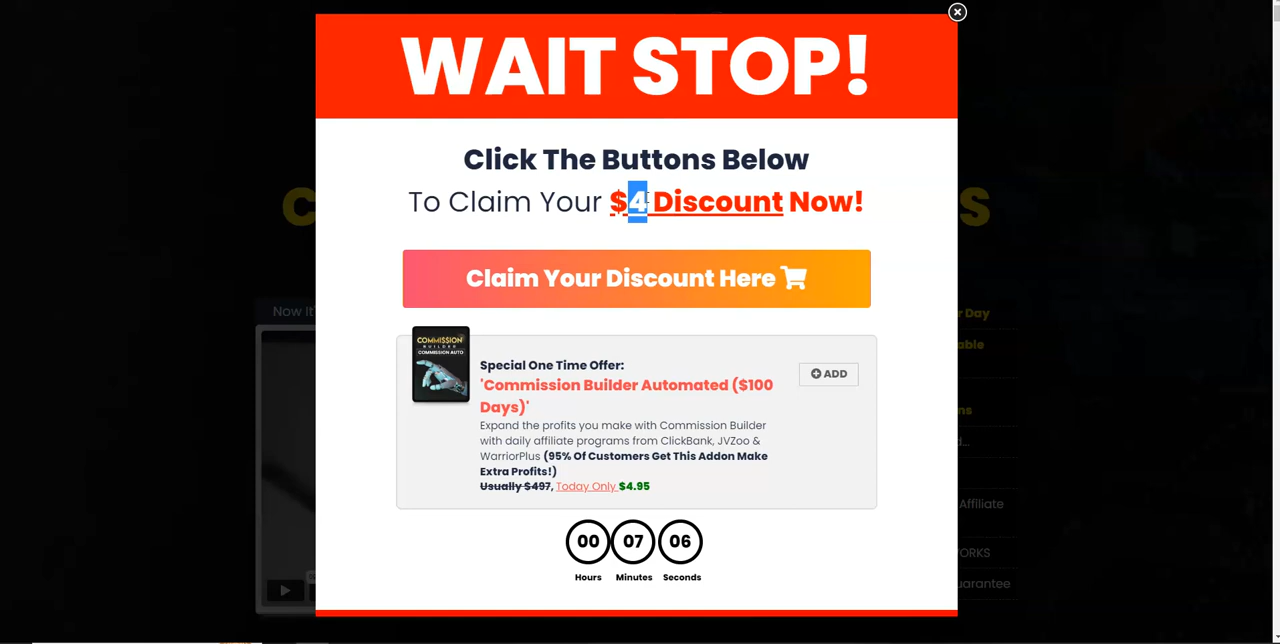 WAIT STOP!
Click The Buttons Below
To Claim Your $4 Discount Now!
Claim Your Discount Here
COMMISSION
BUILDER
COMMISSION AUTO
Special One Time Offer:
'Commission Builder Automated ($100
Days)'
ADD
Expand the profits you make with Commission Builder
with daily affiliate programs from ClickBank, JVZoo &
WarriorPlus (95% Of Customers Get This Addon Make
Extra Profits!)
Usually $497, Today Only $4.95
00 07 06
Hours Minutes Seconds
Now It'
r Day
able
ns
Affiliate
ORKS
uarantee